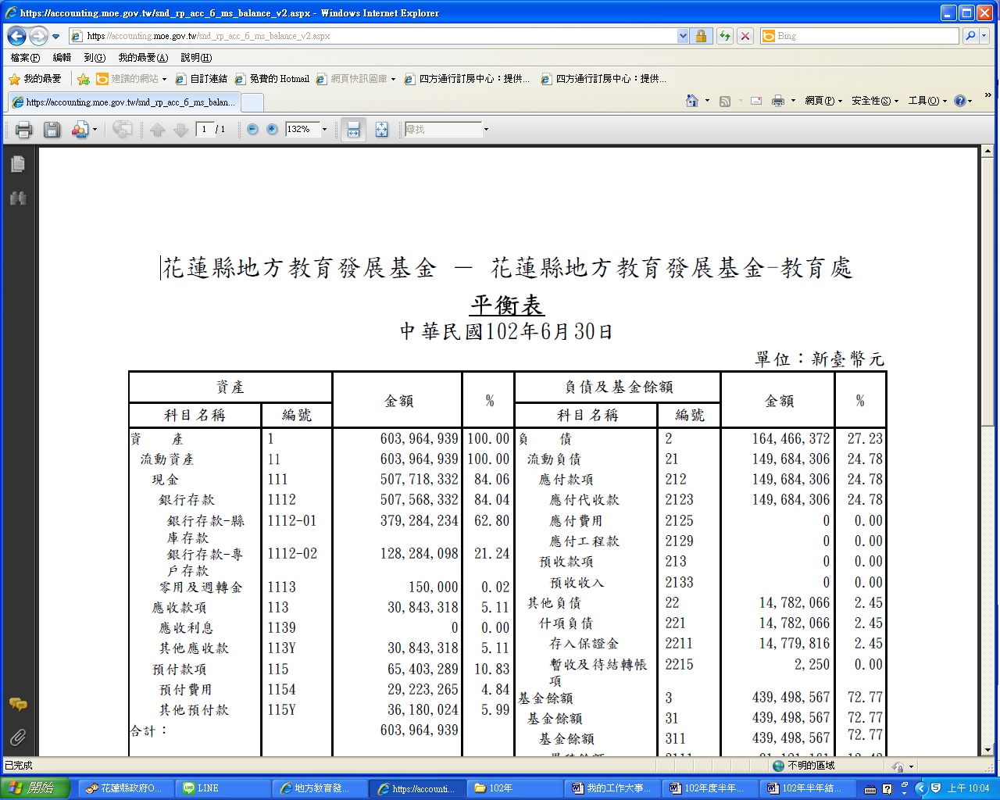 https://accounting.moe.gov.tw/snd_rp_acc_6_ms_balance_v2.aspx - Windows Internet Explorer
https://accounting.moe.gov.tw/snd_rp_acc_6_ms_balance_v2.aspx
Bing
檔案(F) 編輯 到(G) 我的最愛(A) 說明(H)
我的最愛 建議的網站 自訂連結 免費的 Hotmail 網頁快訊圖庫 四方通行訂房中心：提供... 四方通行訂房中心：提供...
https://accounting.moe.gov.tw/snd_rp_acc_6_ms_balan... 網頁(P) 安全性(S) 工具(O)
1 / 1 132% 尋找
花蓮縣地方教育發展基金 － 花蓮縣地方教育發展基金-教育處
平衡表
中華民國102年6月30日
單位：新臺幣元
資產 金額 % 負債及基金餘額 金額 %
科目名稱 編號 科目名稱 編號
資 產 1 603,964,939 100.00 負 債 2 164,466,372 27.23
流動資產 11 603,964,939 100.00 流動負債 21 149,684,306 24.78
現金 111 507,718,332 84.06 應付款項 212 149,684,306 24.78
銀行存款 1112 507,568,332 84.04 應付代收款 2123 149,684,306 24.78
銀行存款-縣庫存款 1112-01 379,284,234 62.80 應付費用 2125 0 0.00
應付工程款 2129 0 0.00
銀行存款-專戶存款 1112-02 128,284,098 21.24 預收款項 213 0 0.00
零用及週轉金 1113 150,000 0.02 預收收入 2133 0 0.00
應收款項 113 30,843,318 5.11 其他負債 22 14,782,066 2.45
應收利息 1139 0 0.00 什項負債 221 14,782,066 2.45
其他應收款 113Y 30,843,318 5.11 存入保證金 2211 14,779,816 2.45
預付款項 115 65,403,289 10.83 暫收及待結轉帳項 2215 2,250 0.00
預付費用 1154 29,223,265 4.84 基金餘額 3 439,498,567 72.77
其他預付款 115Y 36,180,024 5.99 基金餘額 31 439,498,567 72.77
合計： 603,964,939 基金餘額 311 439,498,567 72.77
已完成 不明的區域
開始 花蓮縣政府O... LINE 地方教育發... https://accounti... 102年 我的工作大事... 102年度半年... 102年半年結... 上午 10:04